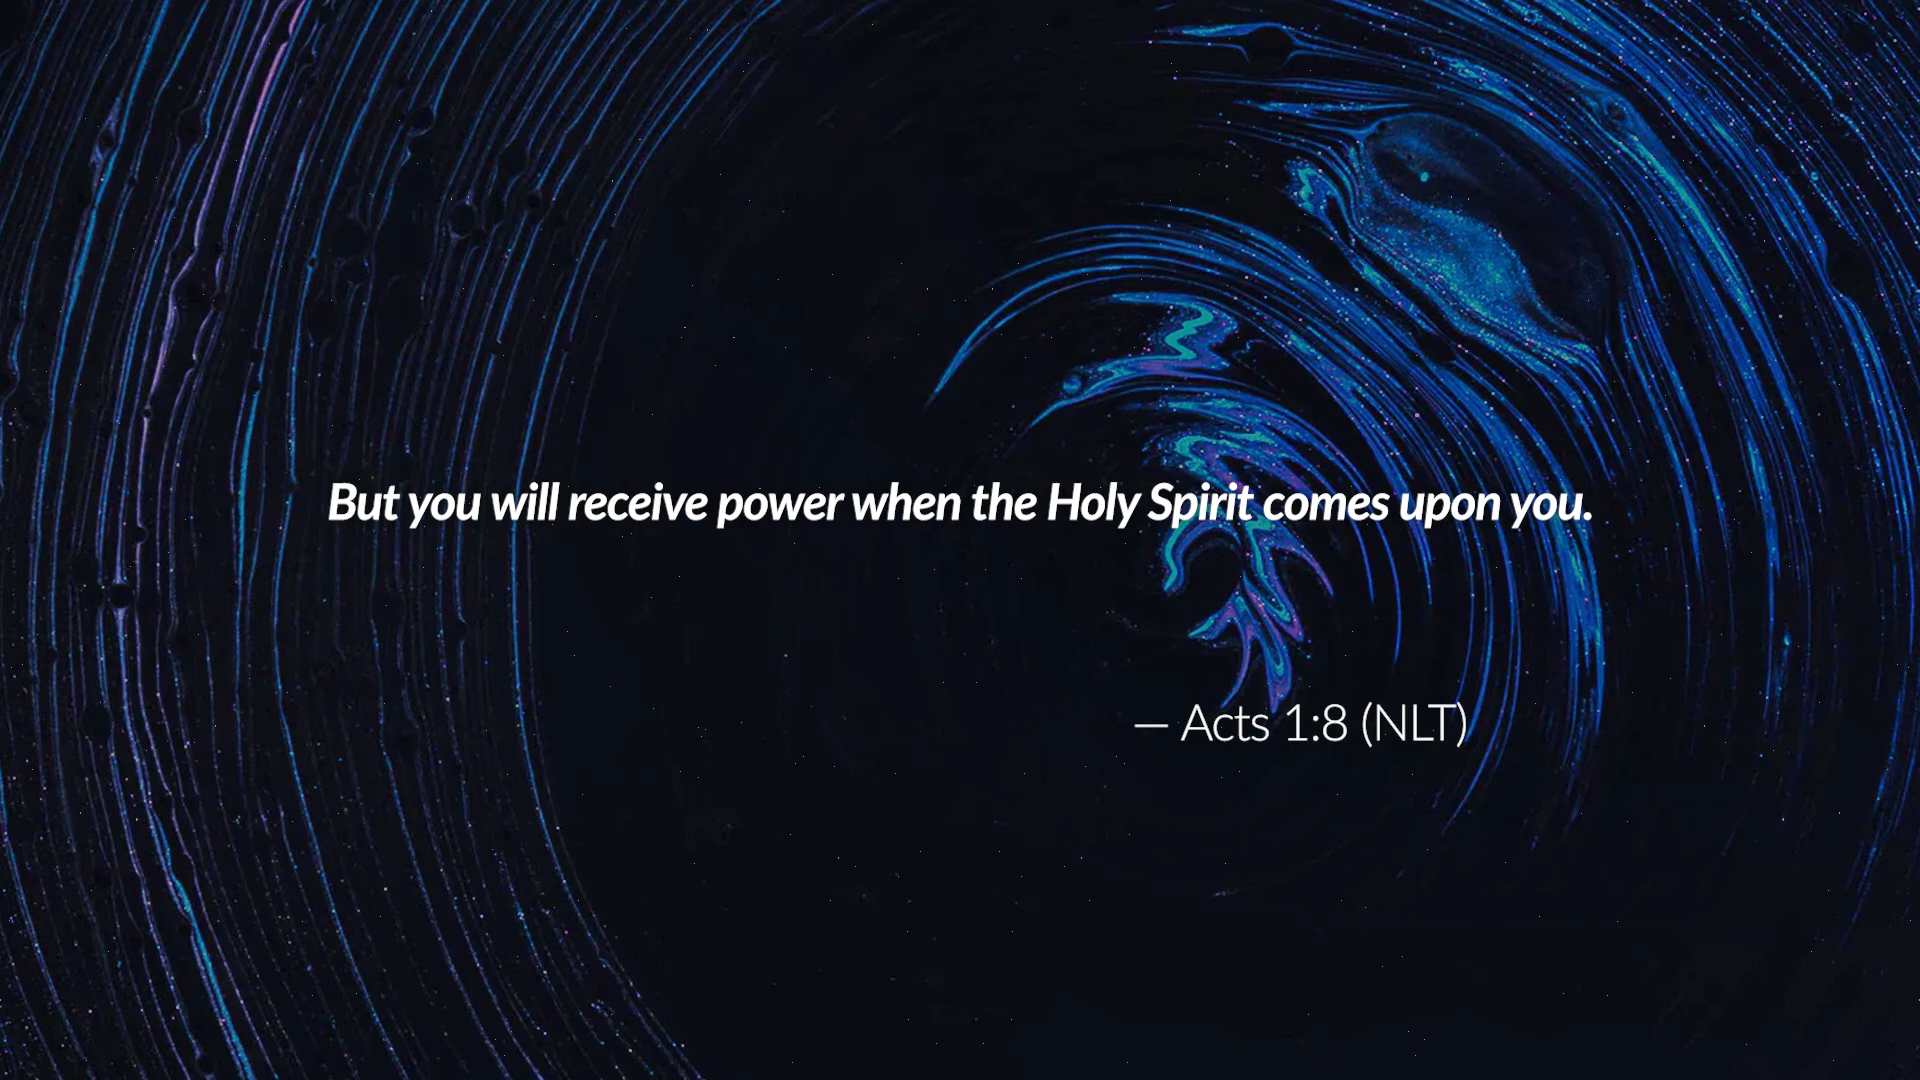 But you will receive power when the Holy Spirit comes upon you.
— Acts 1:8 (NLT)